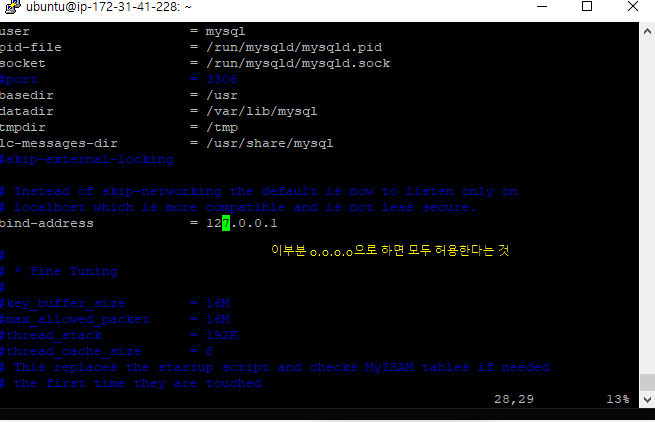 ubuntu@ip-172-31-41-228: ~
user = mysql
pid-file = /run/mysqld/mysqld.pid
socket = /run/mysqld/mysqld.sock
#port = 3306
basedir = /usr
datadir = /var/lib/mysql
tmpdir = /tmp
lc-messages-dir = /usr/share/mysql
#skip-external-locking
# Instead of skip-networking the default is now to listen only on
# localhost which is more compatible and is not less secure.
bind-address = 127.0.0.1
이부분 0.0.0.0으로 하면 모두 허용한다는 것
#
# * Fine Tuning
#
#key_buffer_size = 16M
#max_allowed_packet = 16M
#thread_stack = 192K
#thread_cache_size = 8
# This replaces the startup script and checks MyISAM tables if needed
# the first time they are touched
28,29 13%